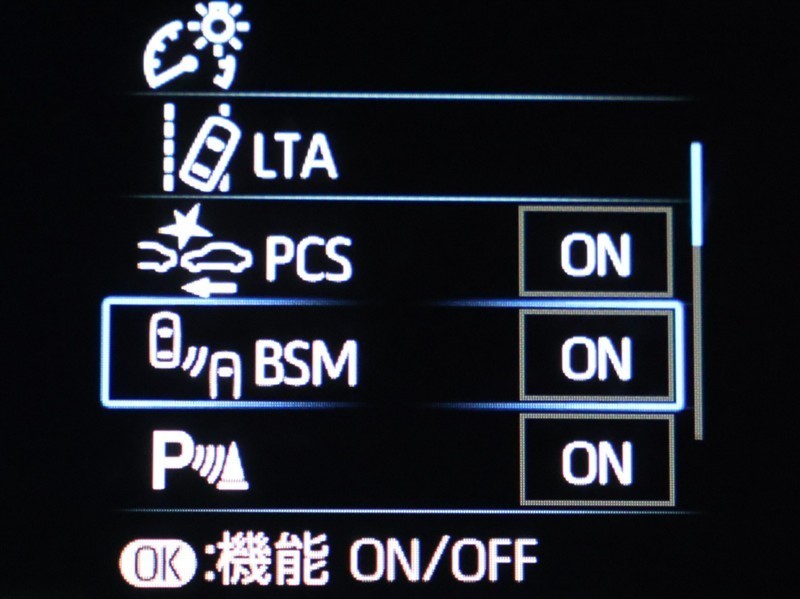 LTA
PCS ON
BSM ON
P ON
OK:機能 ON/OFF